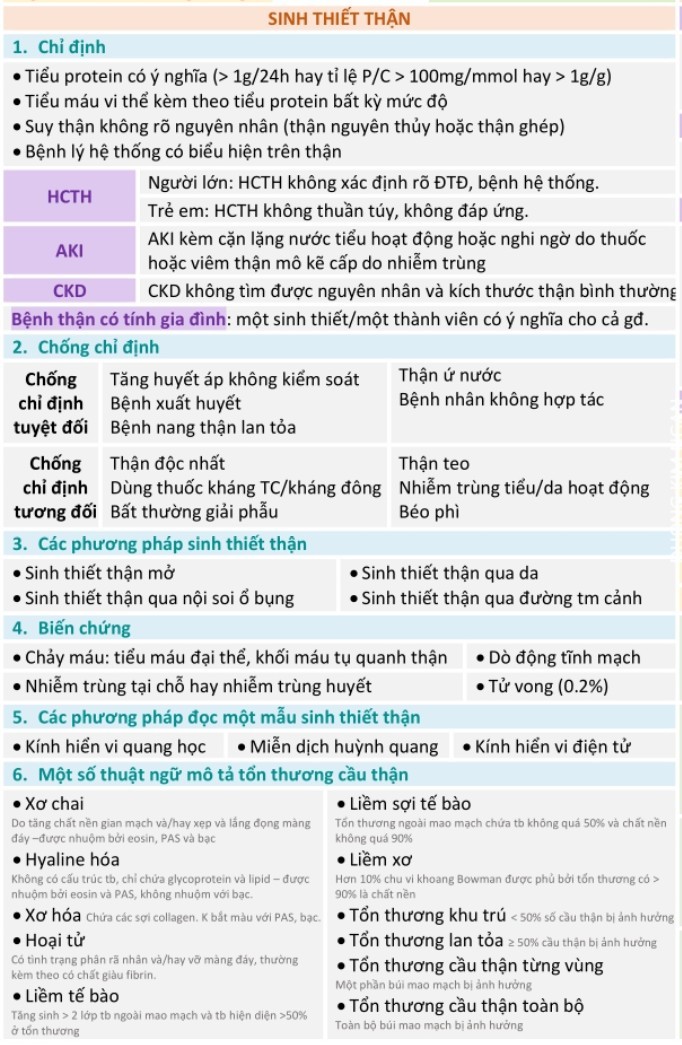 SINH THIẾT THẬN
1. Chỉ định
• Tiểu protein có ý nghĩa (> 1g/24h hay tỉ lệ P/C > 100mg/mmol hay > 1g/g)
• Tiểu máu vi thể kèm theo tiểu protein bất kỳ mức độ
• Suy thận không rõ nguyên nhân (thận nguyên thủy hoặc thận ghép)
• Bệnh lý hệ thống có biểu hiện trên thận
HCTH
Người lớn: HCTH không xác định rõ ĐTĐ, bệnh hệ thống.
Trẻ em: HCTH không thuần túy, không đáp ứng.
AKI
AKI kèm cặn lặng nước tiểu hoạt động hoặc nghi ngờ do thuốc
hoặc viêm thận mô kẽ cấp do nhiễm trùng
CKD
CKD không tìm được nguyên nhân và kích thước thận bình thường
Bệnh thận có tính gia đình: một sinh thiết/một thành viên có ý nghĩa cho cả gđ.
2. Chống chỉ định
Chống
chỉ định
tuyệt đối
Tăng huyết áp không kiểm soát
Bệnh xuất huyết
Bệnh nang thận lan tỏa
Thận ứ nước
Bệnh nhân không hợp tác
Chống
chỉ định
tương đối
Thận độc nhất
Dùng thuốc kháng TC/kháng đông
Bất thường giải phẫu
Thận teo
Nhiễm trùng tiểu/da hoạt động
Béo phì
3. Các phương pháp sinh thiết thận
• Sinh thiết thận mở
• Sinh thiết thận qua nội soi ổ bụng
• Sinh thiết thận qua da
• Sinh thiết thận qua đường tm cảnh
4. Biến chứng
• Chảy máu: tiểu máu đại thể, khối máu tụ quanh thận
• Dò động tĩnh mạch
• Nhiễm trùng tại chỗ hay nhiễm trùng huyết
• Tử vong (0.2%)
5. Các phương pháp đọc một mẫu sinh thiết thận
• Kính hiển vi quang học
• Miễn dịch huỳnh quang
• Kính hiển vi điện tử
6. Một số thuật ngữ mô tả tổn thương cầu thận
• Xơ chai
Do tăng chất nền gian mạch và/hay xẹp và lắng đọng màng
đáy –được nhuộm bởi eosin, PAS và bạc
• Hyaline hóa
Không có cấu trúc tb, chỉ chứa glycoprotein và lipid – được
nhuộm bởi eosin và PAS, không nhuộm với bạc.
• Xơ hóa Chứa các sợi collagen. K bắt màu với PAS, bạc.
• Hoại tử
Có tình trạng phân rã nhân và/hay vỡ màng đáy, thường
kèm theo có chất giàu fibrin.
• Liềm tế bào
Tăng sinh > 2 lớp tb ngoài mao mạch và tb hiện diện >50%
ở tổn thương
• Liềm sợi tế bào
Tổn thương ngoài mao mạch chứa tb không quá 50% và chất nền
không quá 90%
• Liềm xơ
Hơn 10% chu vi khoang Bowman được phủ bởi tổn thương có >
90% là chất nền
• Tổn thương khu trú < 50% số cầu thận bị ảnh hưởng
• Tổn thương lan tỏa ≥ 50% cầu thận bị ảnh hưởng
• Tổn thương cầu thận từng vùng
Một phần búi mao mạch bị ảnh hưởng
• Tổn thương cầu thận toàn bộ
Toàn bộ búi mao mạch bị ảnh hưởng